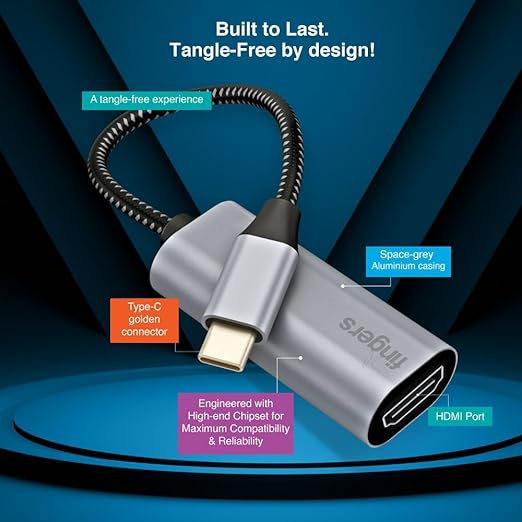 Built to Last.
Tangle-Free by design!
A tangle-free experience
Space-grey
Aluminium casing
Type-C
golden
connector
fingers
Engineered with
High-end Chipset for
Maximum Compatibility
& Reliability
HDMI Port